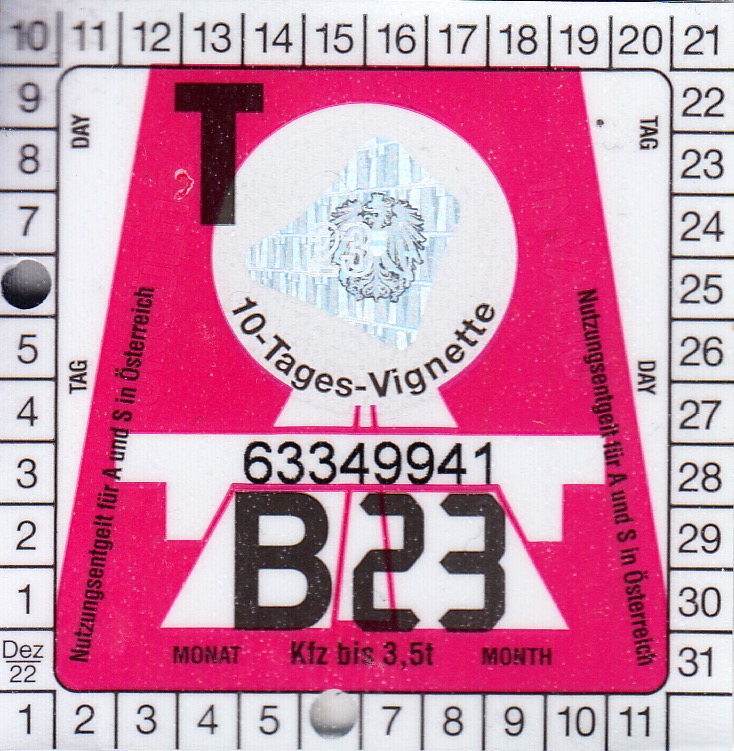 10 11 12 13 14 15 16 17 18 19 20 21
9
8
7
5
4
3
2
1
Dez
22
22
23
24
25
26
27
28
29
30
31
DAY
TAG
T
23
10-Tages-Vignette
TAG
DAY
Nutzungsentgelt für A und S in Österreich
Nutzungsentgelt für A und S in Österreich
63349941
B23
MONAT Kfz bis 3,5t MONTH
1 2 3 4 5 7 8 9 10 11